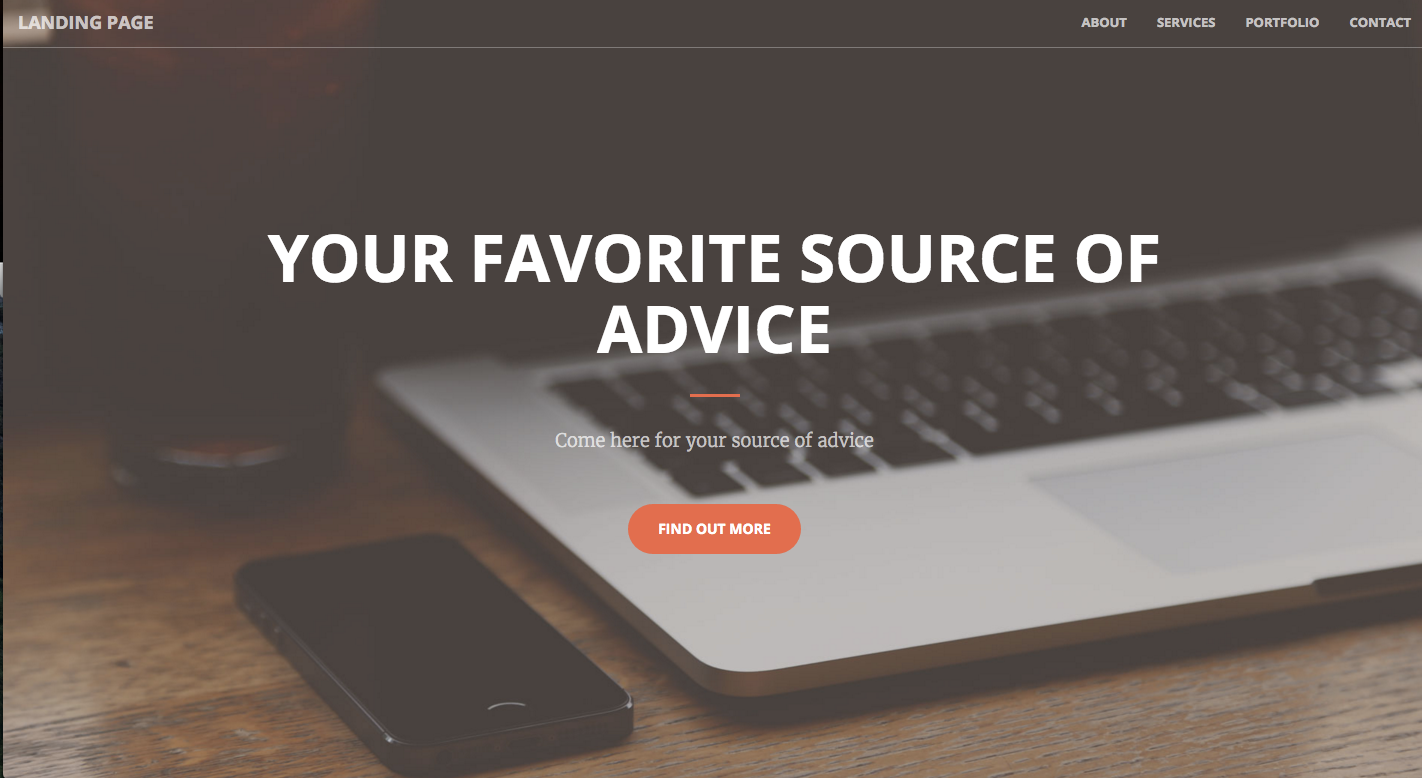 LANDING PAGE
ABOUT SERVICES PORTFOLIO CONTACT
YOUR FAVORITE SOURCE OF
ADVICE
Come here for your source of advice
FIND OUT MORE